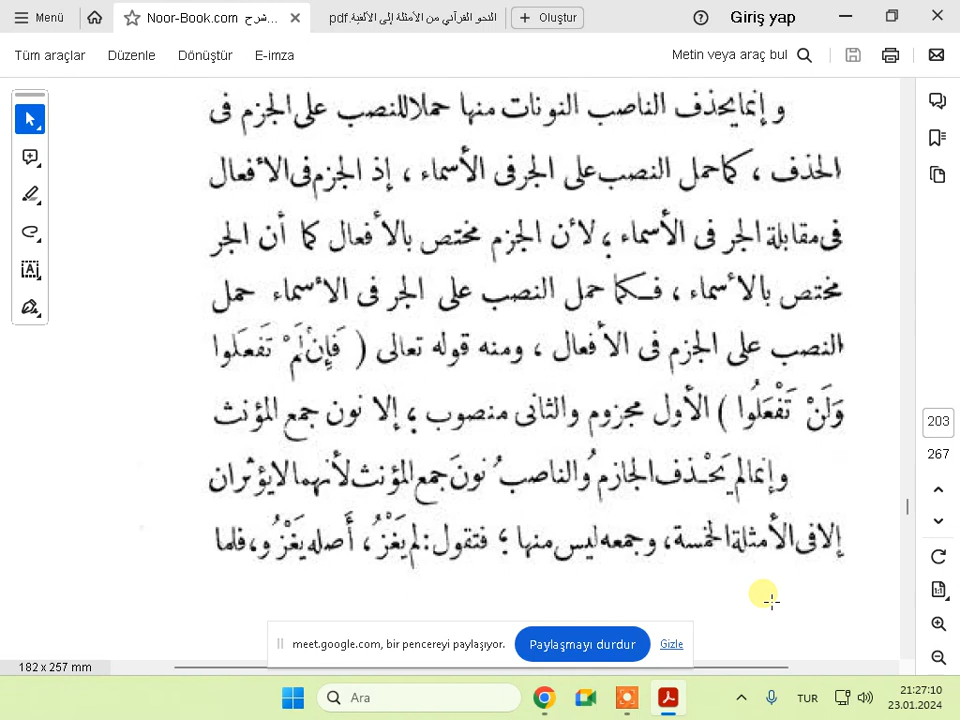 Menü
Noor-Book.com شرح ...
النحو القرآني من الأمثلة إلى الألفية.pdf
Oluştur
Giriş yap
Tüm araçlar
Düzenle
Dönüştür
E-imza
Metin veya araç bul
و إنما يحذف الناصب النونات منها حملا للنصب على الجزم فى
الحذف ، كما حمل النصب على الجر فى الأسماء ، إذ الجزم فى الأفعال
فى مقابلة الجر فى الأسماء ؛ لأن الجزم مختص بالأفعال كما أن الجر
مختص بالأسماء ، فكما حمل النصب على الجر فى الأسماء حمل
النصب على الجزم فى الأفعال ، ومنه قوله تعالى ( فَإِنْ لَمْ تَفعَلوا
وَلَنْ تَفْعَلُوا ) الأول مجزوم والثانى منصوب ؛ إلا نون جمع المؤنث
و إنما لم يَحْذف الجازم والناصب نونَ جمع المؤنث لأنهما لا يؤثران
إلا فى الأمثلة الخمسة، وجمعه ليس منها ؛ فتقول : لم يَغْزُ ، أصله يَغْزُو ، فلما
203
267
meet.google.com, bir pencereyi paylaşıyor.
Paylaşmayı durdur
Gizle
182 x 257 mm
Ara
TUR
21:27:10
23.01.2024